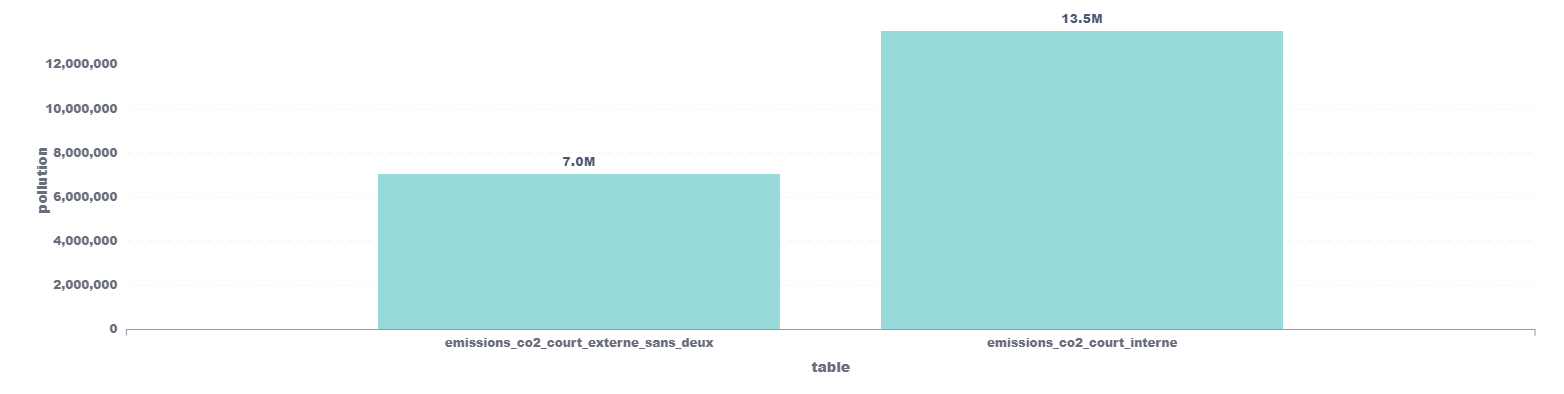 13.5M
12,000,000
10,000,000
8,000,000
7.0M
pollution
6,000,000
4,000,000
2,000,000
0
emissions_co2_court_externe_sans_deux
emissions_co2_court_interne
table